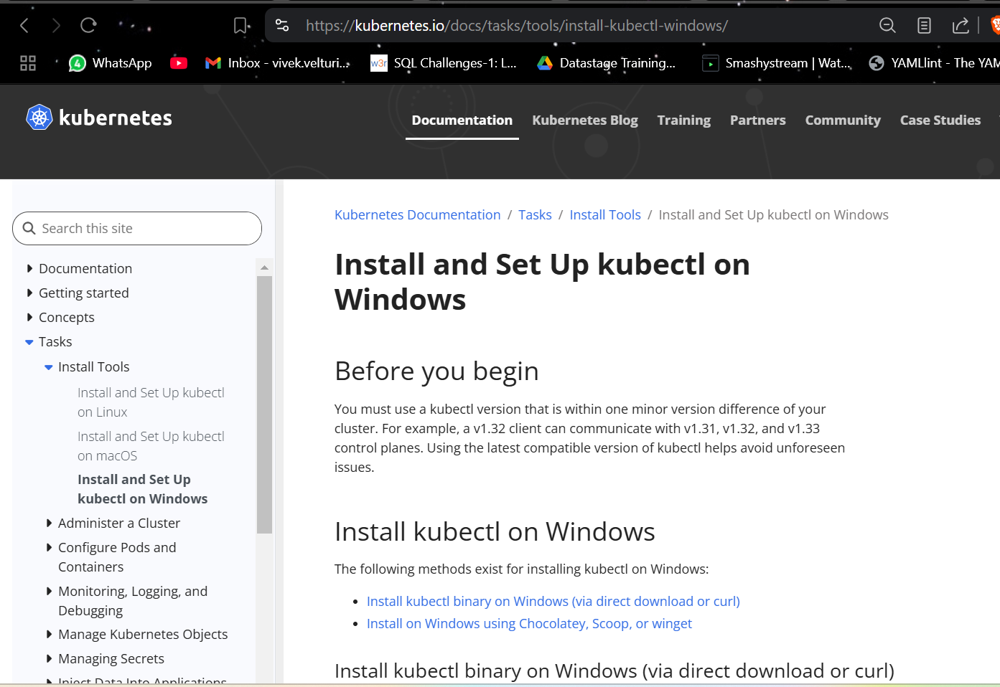 https://kubernetes.io/docs/tasks/tools/install-kubectl-windows/
4 WhatsApp
Inbox - vivek.velturi...
w3r SQL Challenges-1: L...
Datastage Training...
Smashystream | Wat...
YAMLlint - The YAM
kubernetes
Documentation
Kubernetes Blog
Training
Partners
Community
Case Studies
Search this site
Documentation
Getting started
Concepts
Tasks
Install Tools
Install and Set Up kubectl
on Linux
Install and Set Up kubectl
on macOS
Install and Set Up
kubectl on Windows
Administer a Cluster
Configure Pods and
Containers
Monitoring, Logging, and
Debugging
Manage Kubernetes Objects
Managing Secrets
Inject Data Into Applications
Kubernetes Documentation / Tasks / Install Tools / Install and Set Up kubectl on Windows
Install and Set Up kubectl on
Windows
Before you begin
You must use a kubectl version that is within one minor version difference of your
cluster. For example, a v1.32 client can communicate with v1.31, v1.32, and v1.33
control planes. Using the latest compatible version of kubectl helps avoid unforeseen
issues.
Install kubectl on Windows
The following methods exist for installing kubectl on Windows:
• Install kubectl binary on Windows (via direct download or curl)
• Install on Windows using Chocolatey, Scoop, or winget
Install kubectl binary on Windows (via direct download or curl)